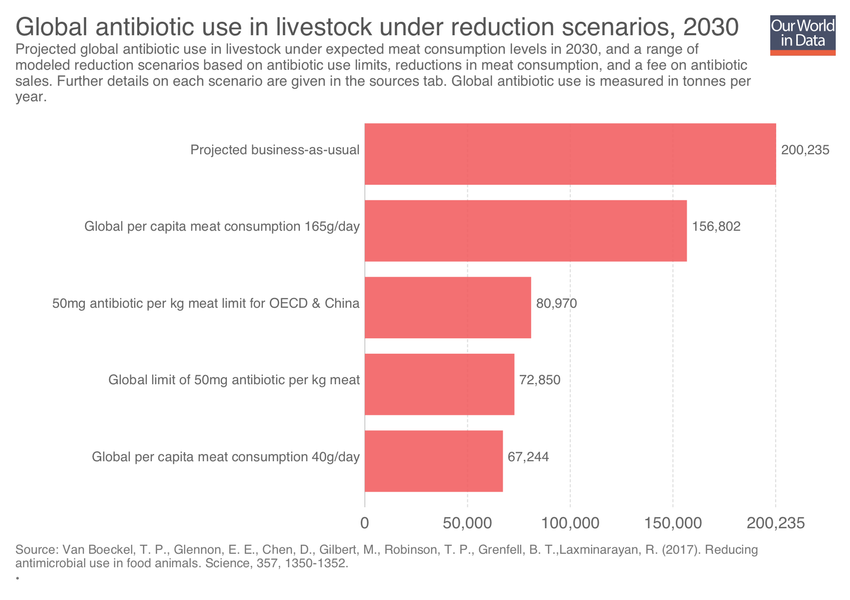 Global antibiotic use in livestock under reduction scenarios, 2030
Our World
in Data
Projected global antibiotic use in livestock under expected meat consumption levels in 2030, and a range of
modeled reduction scenarios based on antibiotic use limits, reductions in meat consumption, and a fee on antibiotic
sales. Further details on each scenario are given in the sources tab. Global antibiotic use is measured in tonnes per
year.
Projected business-as-usual 200,235
Global per capita meat consumption 165g/day 156,802
50mg antibiotic per kg meat limit for OECD & China 80,970
Global limit of 50mg antibiotic per kg meat 72,850
Global per capita meat consumption 40g/day 67,244
0 50,000 100,000 150,000 200,235
Source: Van Boeckel, T. P., Glennon, E. E., Chen, D., Gilbert, M., Robinson, T. P., Grenfell, B. T.,Laxminarayan, R. (2017). Reducing
antimicrobial use in food animals. Science, 357, 1350-1352.
•